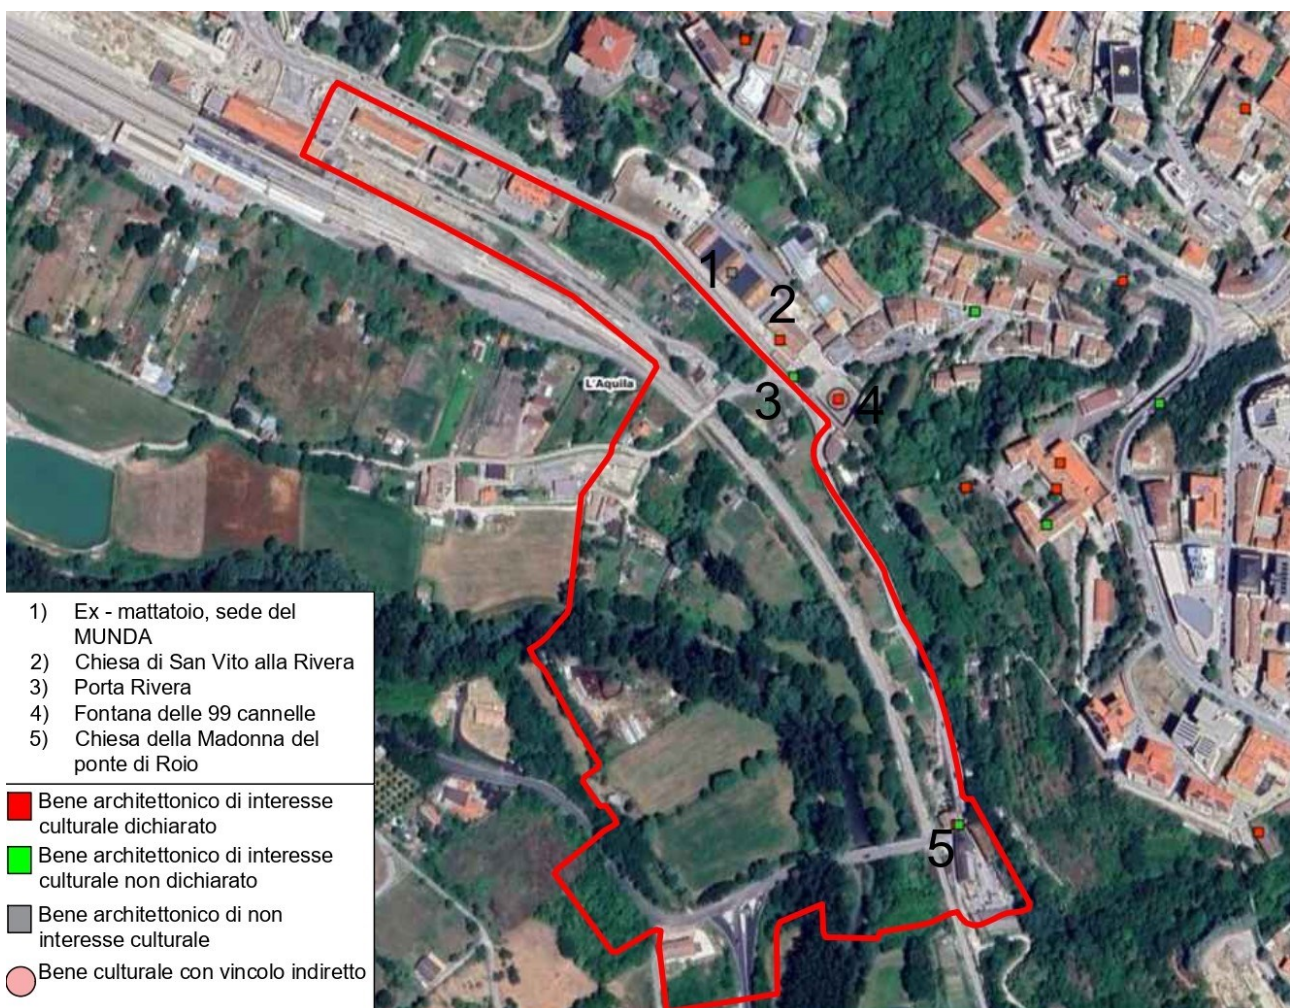 1
2
L'Aquila
3
4
5
1) Ex - mattatoio, sede del
MUNDA
2) Chiesa di San Vito alla Rivera
3) Porta Rivera
4) Fontana delle 99 cannelle
5) Chiesa della Madonna del
ponte di Roio
Bene architettonico di interesse
culturale dichiarato
Bene architettonico di interesse
culturale non dichiarato
Bene architettonico di non
interesse culturale
Bene culturale con vincolo indiretto